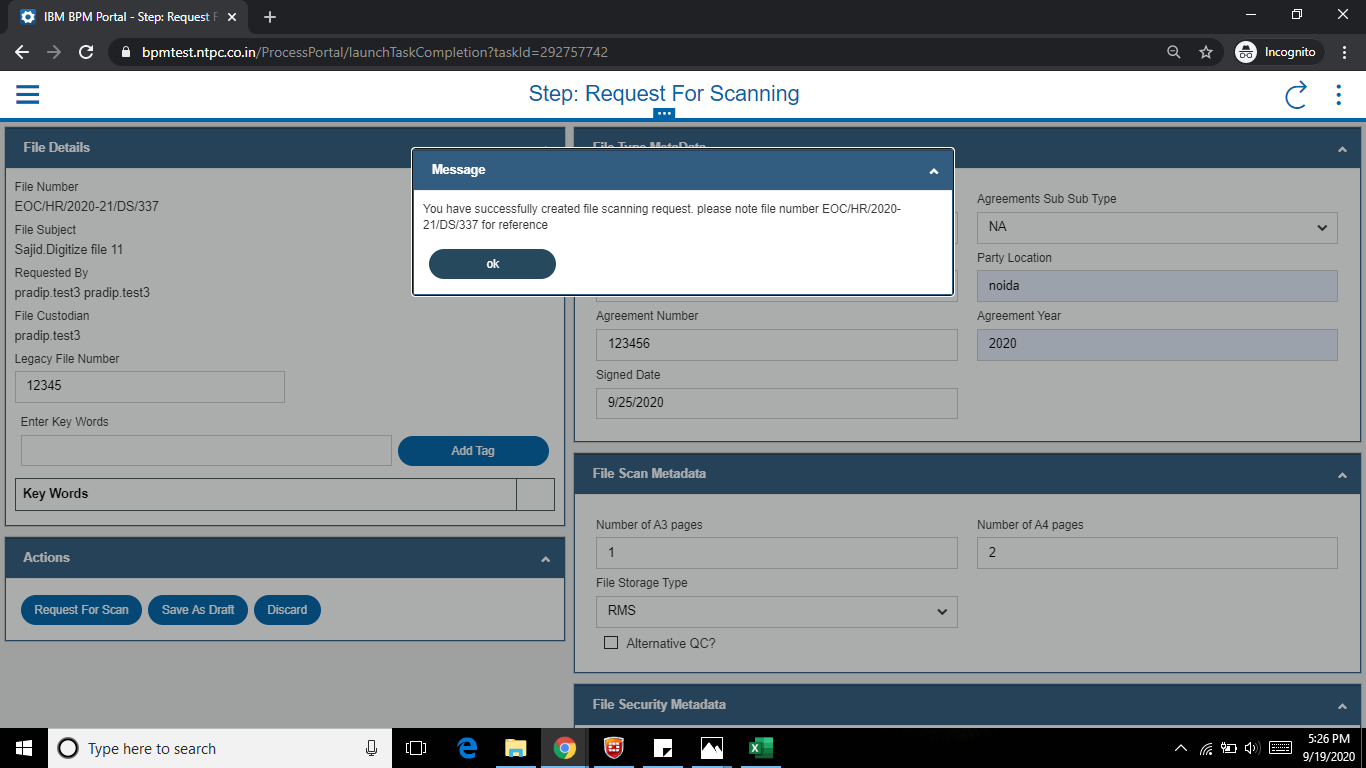 IBM BPM Portal - Step: Request F
bpmtest.ntpc.co.in/ProcessPortal/launchTaskCompletion?taskId=292757742
Incognito
Step: Request For Scanning
File Details
File Number
EOC/HR/2020-21/DS/337
File Subject
Sajid.Digitize file 11
Requested By
pradip.test3 pradip.test3
File Custodian
pradip.test3
Legacy File Number
12345
Enter Key Words
Add Tag
Key Words
Actions
Request For Scan Save As Draft Discard
Message
You have successfully created file scanning request. please note file number EOC/HR/2020-
21/DS/337 for reference
ok
File Type MetaData
Agreements Sub Sub Type
NA
Party Location
noida
Agreement Number
123456
Agreement Year
2020
Signed Date
9/25/2020
File Scan Metadata
Number of A3 pages
1
Number of A4 pages
2
File Storage Type
RMS
Alternative QC?
File Security Metadata
Type here to search
5:26 PM
9/19/2020